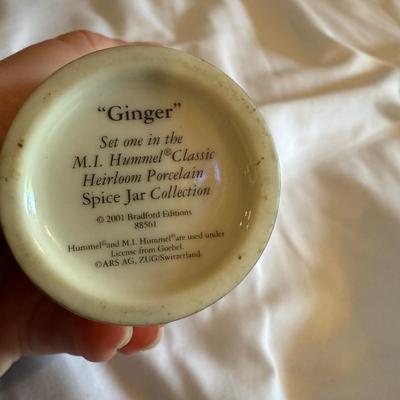 “Ginger”
Set one in the
M.I. Hummel® Classic
Heirloom Porcelain
Spice Jar Collection
© 2001 Bradford Editions
88561
Hummel® and M.I. Hummel® are used under
License from Goebel.
©ARS AG, ZUG/Switzerland.